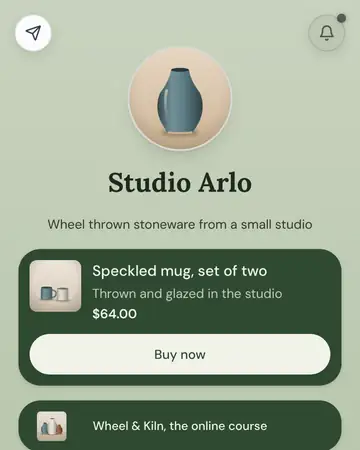 Studio Arlo
Wheel thrown stoneware from a small studio
Speckled mug, set of two
Thrown and glazed in the studio
$64.00
Buy now
Wheel & Kiln, the online course